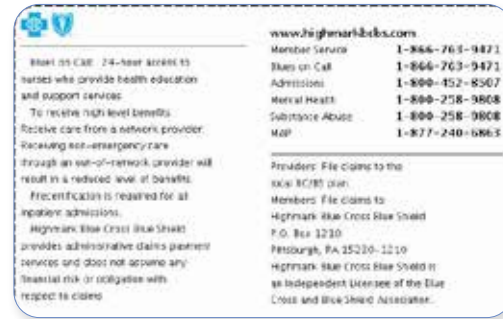 Blues on Call 24-hour access to
nurses who provide health education
and support services.
To receive high level benefits
Receive care from a network provider.
Receiving non-emergency care
through an out-of-network provider will
result in a reduced level of benefits.
Precertification is required for all
inpatient admissions.
Highmark Blue Cross Blue Shield
provides administrative claims payment
services and does not assume any
financial risk or obligation with
respect to claims
www.highmarkbcbs.com
Member Service 1-866-763-9471
Blues on Call 1-866-763-9471
Admissions 1-800-452-8507
Mental Health 1-800-258-9808
Substance Abuse 1-800-258-9808
1-877-240-6863
Providers: File claims to the
local BC/BS plan.
Members: File claims to:
Highmark Blue Cross Blue Shield
P.O. Box 1210
Pittsburgh, PA 15230-1210
Highmark Blue Cross Blue Shield is
an Independent Licensee of the Blue
Cross and Blue Shield Association.